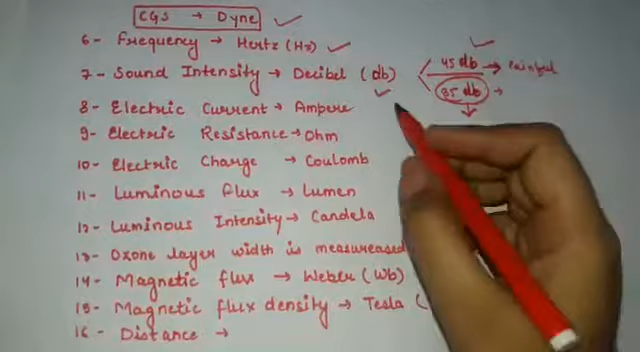 CGS → Dyne
6- Frequency → Hertz (Hz)
7- Sound Intensity → Decibel (db)
45 db → Painful
85 db →
8- Electric Current → Ampere
9- Electric Resistance → Ohm
10- Electric Charge → Coulomb
11- Luminous flux → Lumen
12- Luminous Intensity → Candela
13- Ozone layer width is measureased
14- Magnetic flux → Weber (Wb)
15- Magnetic flux density → Tesla (
16- Distance →